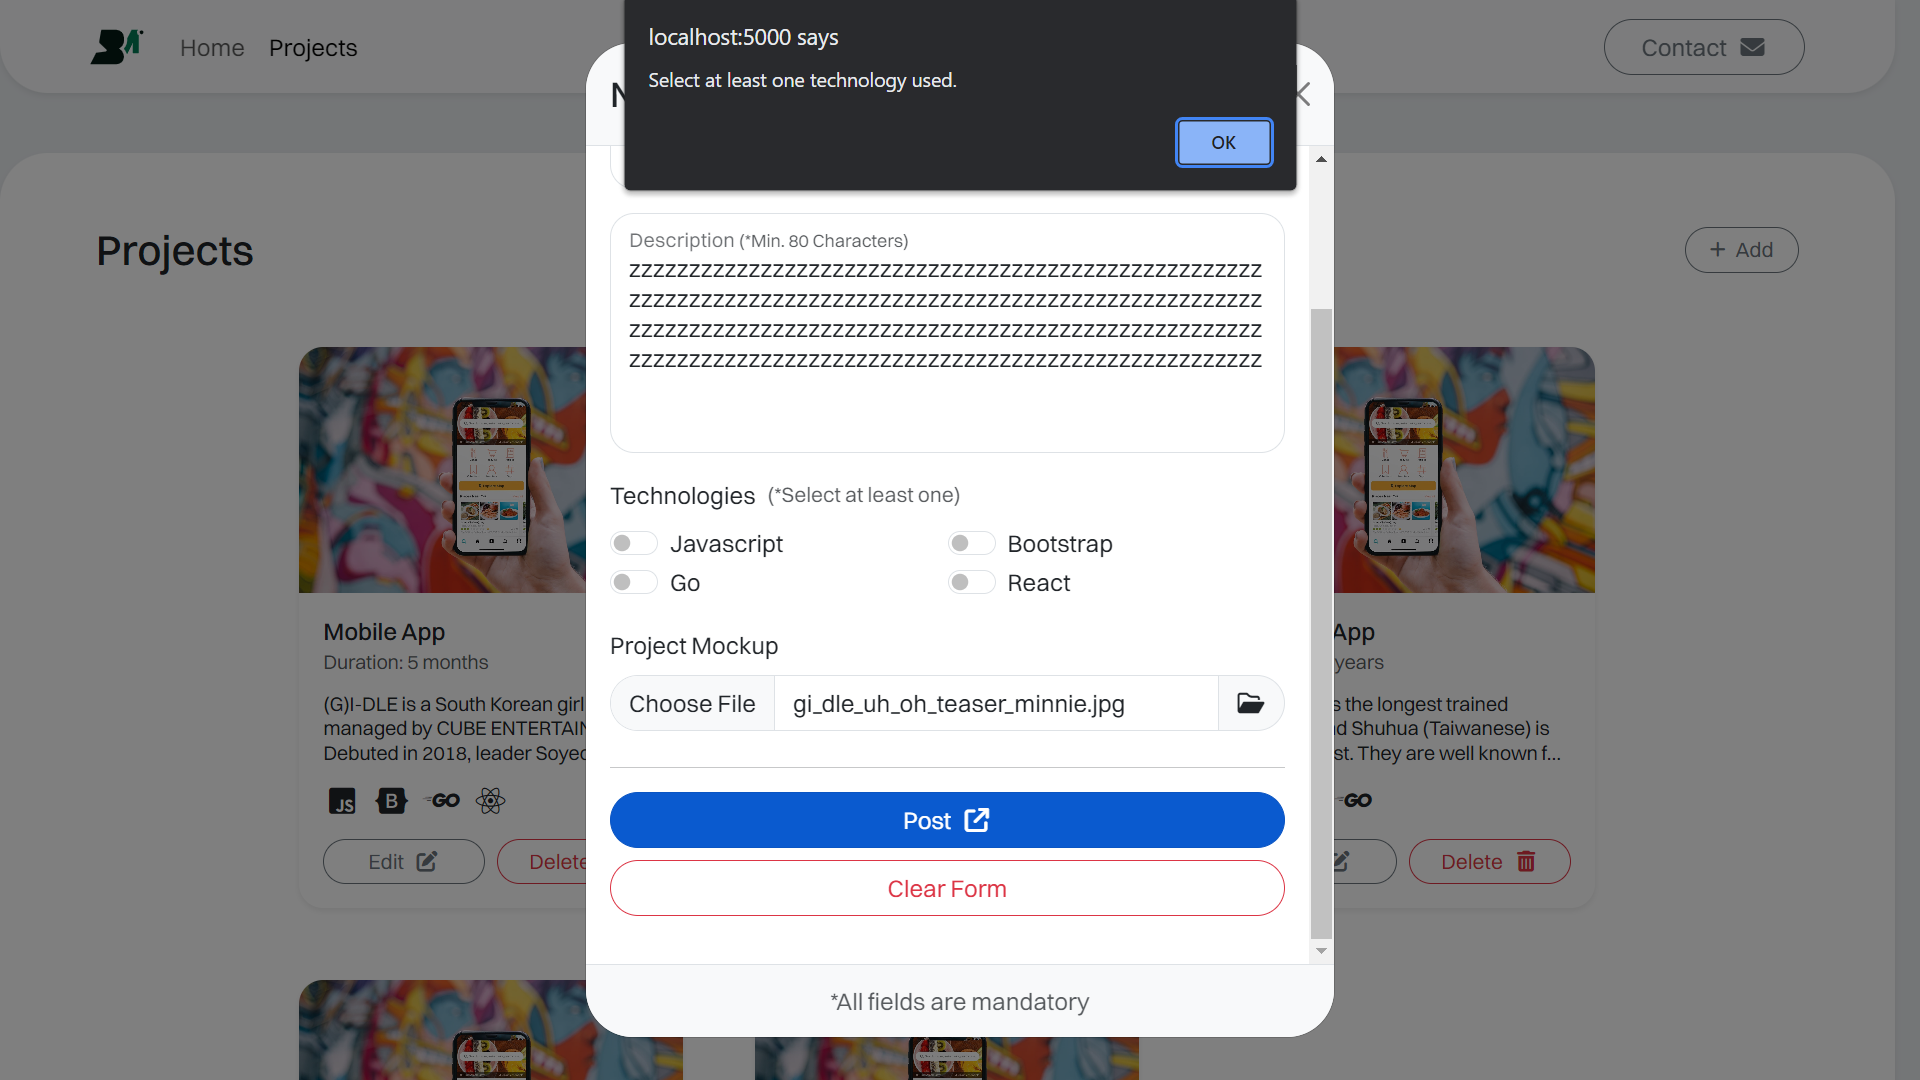 Home
Projects
Contact
localhost:5000 says
Select at least one technology used.
OK
Projects
+ Add
Description (*Min. 80 Characters)
zzzzzzzzzzzzzzzzzzzzzzzzzzzzzzzzzzzzzzzzzzzzzzzzzzzzz
zzzzzzzzzzzzzzzzzzzzzzzzzzzzzzzzzzzzzzzzzzzzzzzzzzzzz
zzzzzzzzzzzzzzzzzzzzzzzzzzzzzzzzzzzzzzzzzzzzzzzzzzzzz
zzzzzzzzzzzzzzzzzzzzzzzzzzzzzzzzzzzzzzzzzzzzzzzzzzzzz
Technologies (*Select at least one)
Javascript
Bootstrap
Go
React
Project Mockup
Choose File
gi_dle_uh_oh_teaser_minnie.jpg
Post
Clear Form
*All fields are mandatory
Mobile App
Duration: 5 months
(G)I-DLE is a South Korean girl
managed by CUBE ENTERTAIN
Debuted in 2018, leader Soyeo
JS
B
GO
Edit
Delete
App
years
s the longest trained
d Shuhua (Taiwanese) is
st. They are well known f...
GO
Delete